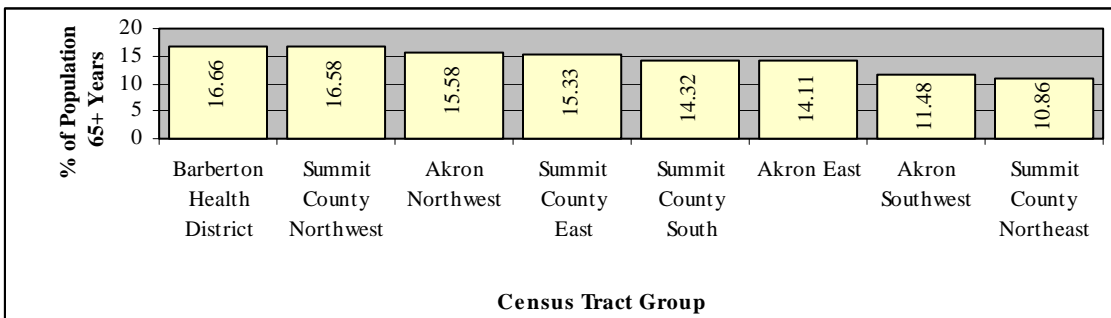 % of Population
65+ Years
20
15
10
5
0
16.66
16.58
15.58
15.33
14.32
14.11
11.48
10.86
Barberton
Health
District
Summit
County
Northwest
Akron
Northwest
Summit
County
East
Summit
County
South
Akron East
Akron
Southwest
Summit
County
Northeast
Census Tract Group